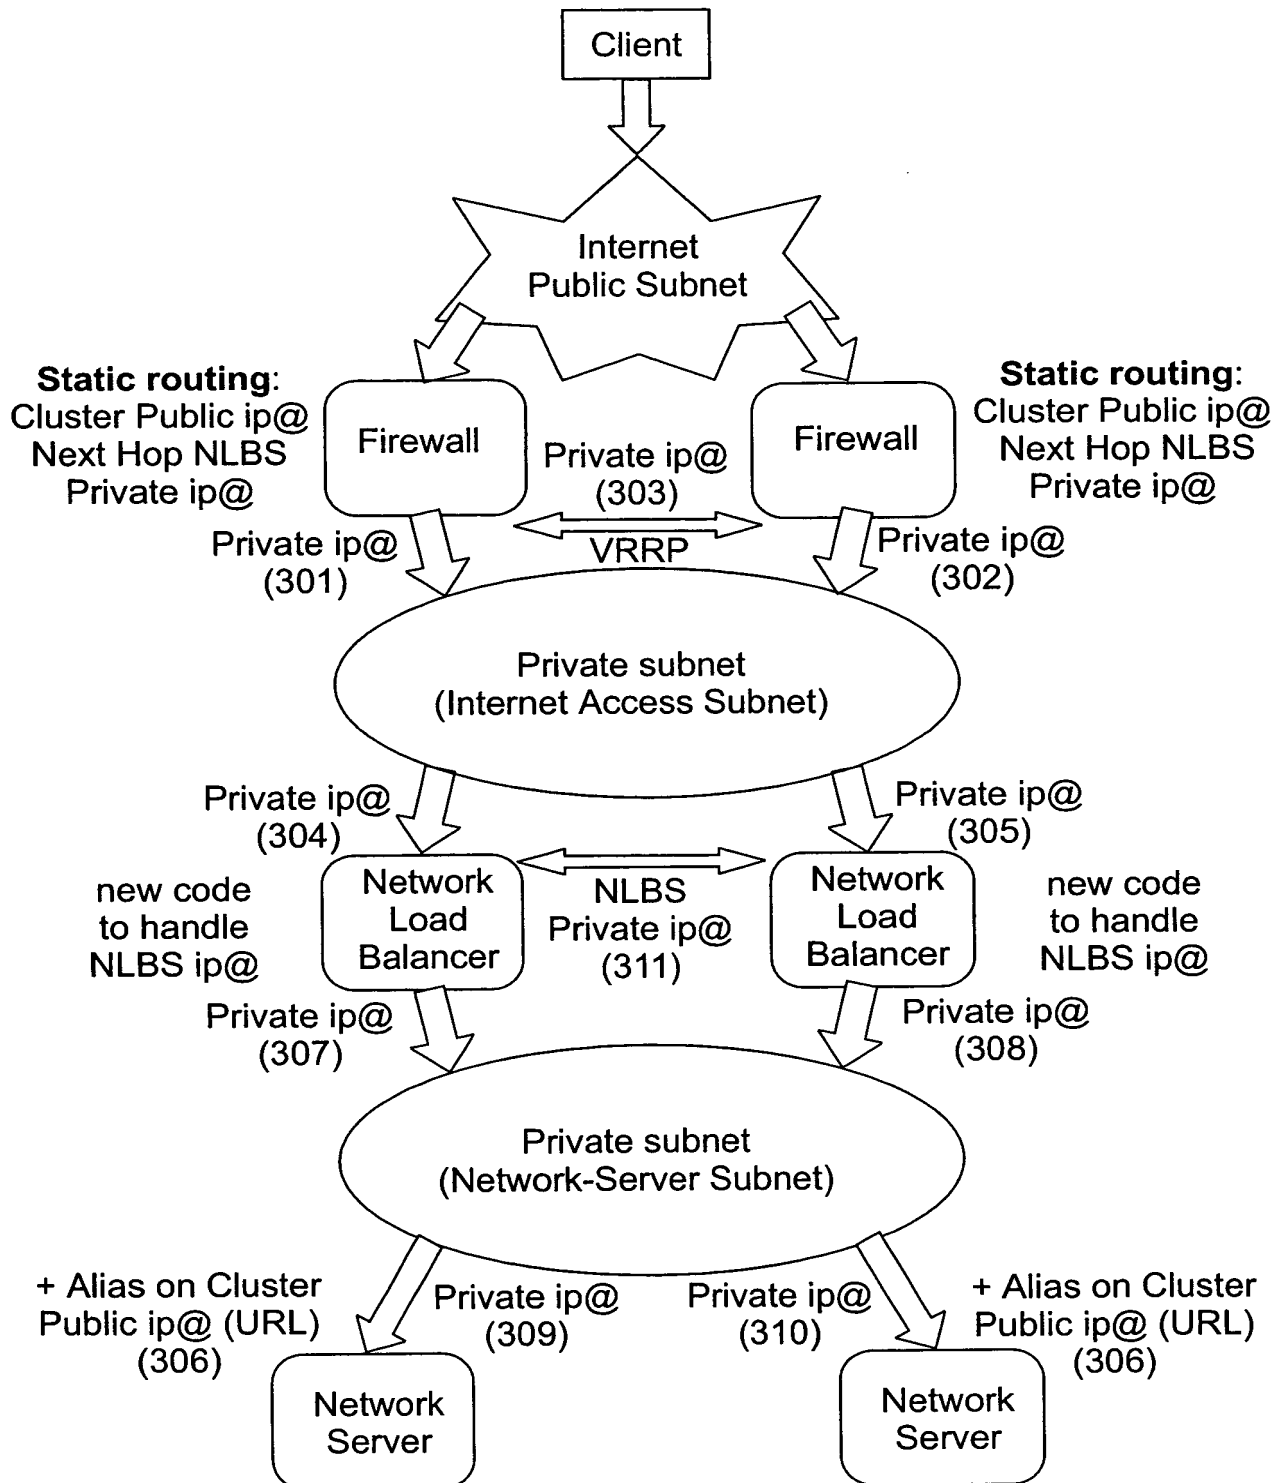 Client
Internet
Public Subnet
Static routing:
Cluster Public ip@
Next Hop NLBS
Private ip@
Firewall
Private ip@
(303)
VRRP
Firewall
Static routing:
Cluster Public ip@
Next Hop NLBS
Private ip@
Private ip@
(301)
Private ip@
(302)
Private subnet
(Internet Access Subnet)
Private ip@
(304)
Private ip@
(305)
new code
to handle
NLBS ip@
Network
Load
Balancer
NLBS
Private ip@
(311)
Network
Load
Balancer
new code
to handle
NLBS ip@
Private ip@
(307)
Private ip@
(308)
Private subnet
(Network-Server Subnet)
+ Alias on Cluster
Public ip@ (URL)
(306)
Private ip@
(309)
Private ip@
(310)
+ Alias on Cluster
Public ip@ (URL)
(306)
Network
Server
Network
Server